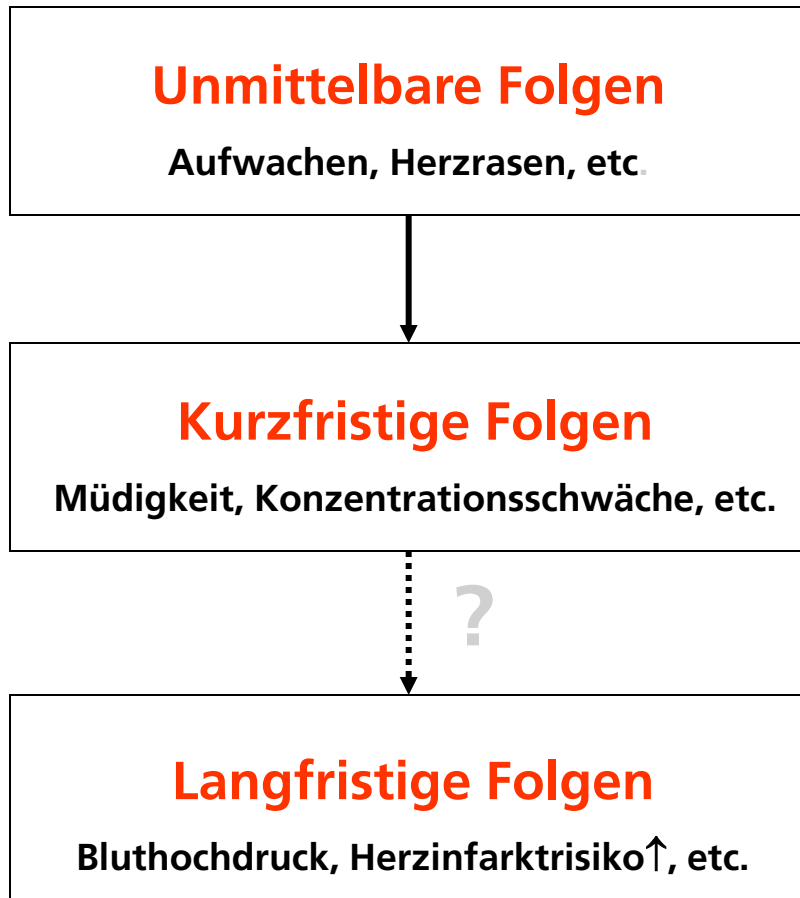 Unmittelbare Folgen
Aufwachen, Herzrasen, etc.
Kurzfristige Folgen
Müdigkeit, Konzentrationsschwäche, etc.
?
Langfristige Folgen
Bluthochdruck, Herzinfarktrisiko↑, etc.